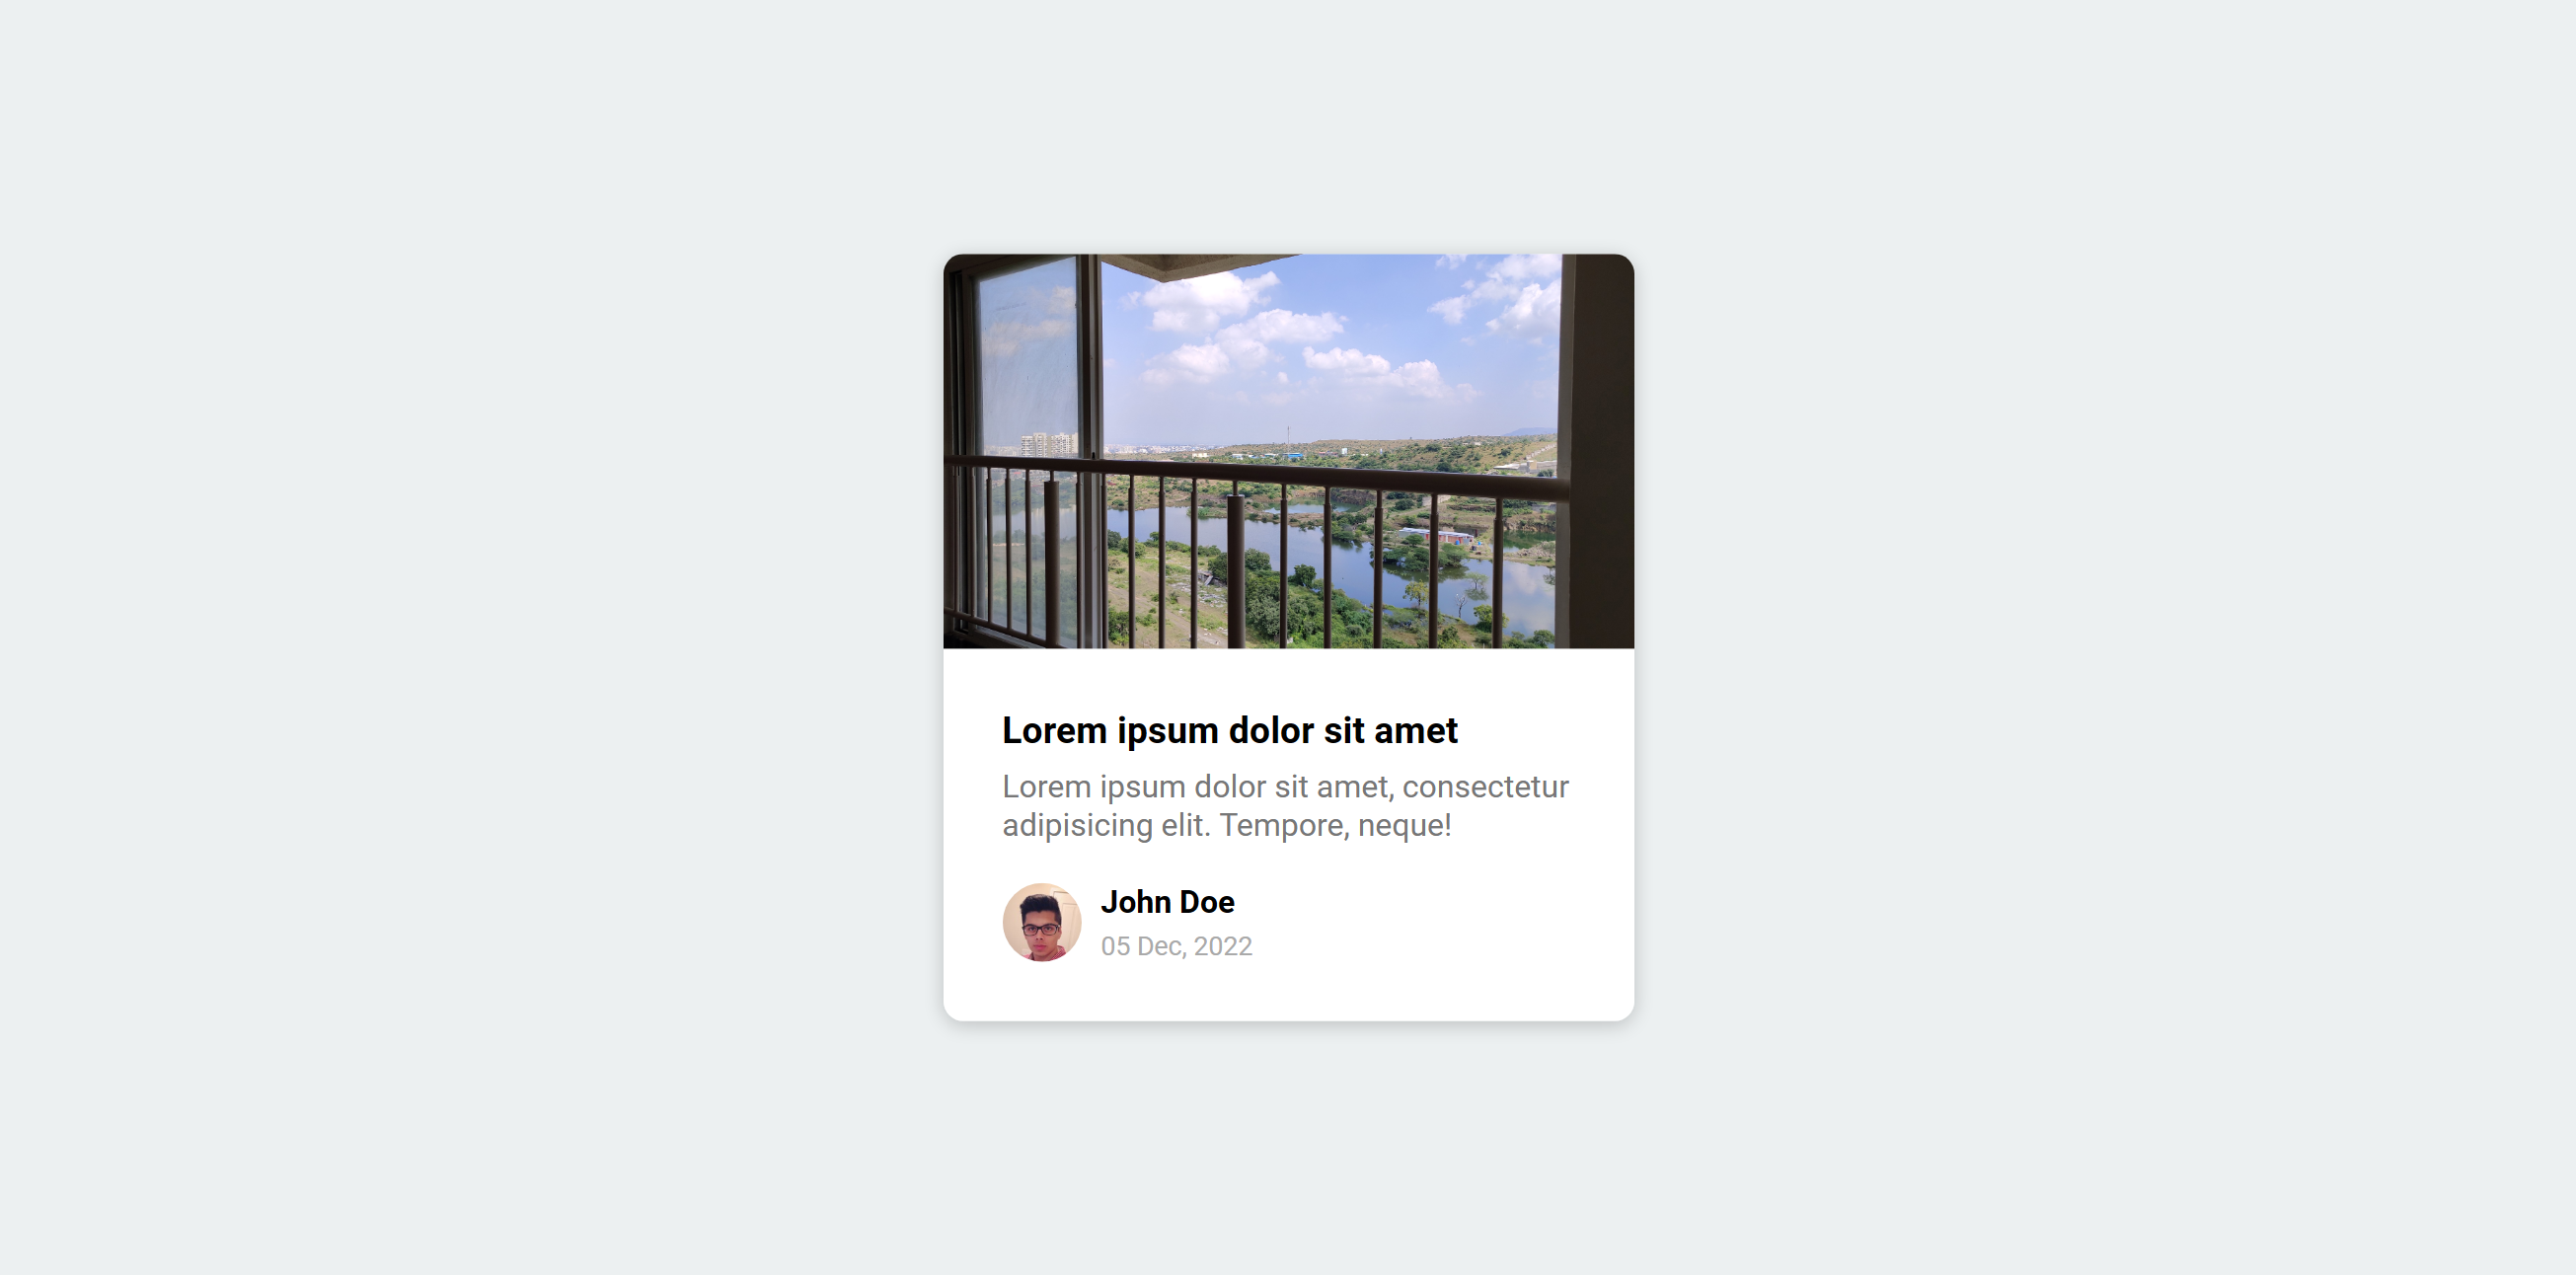 Lorem ipsum dolor sit amet
Lorem ipsum dolor sit amet, consectetur
adipisicing elit. Tempore, neque!
John Doe
05 Dec, 2022